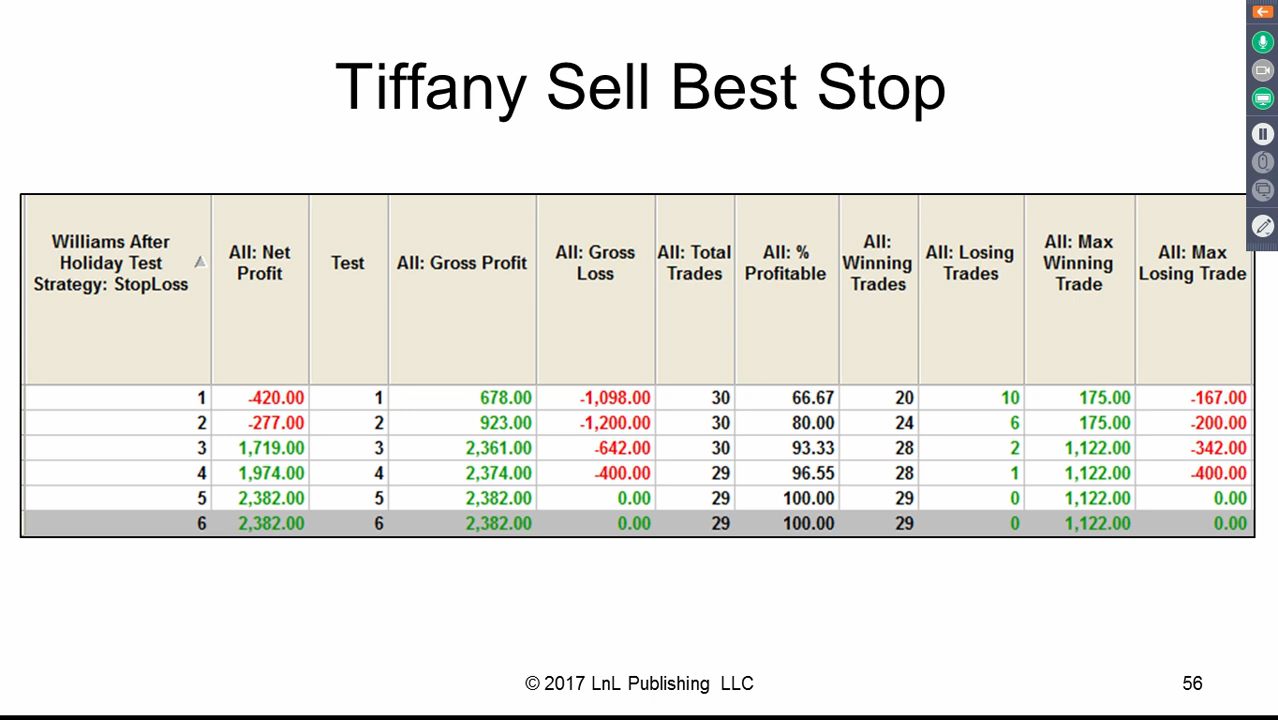 Tiffany Sell Best Stop
Williams After
Holiday Test
Strategy: StopLoss
All: Net
Profit
Test
All: Gross Profit
All: Gross
Loss
All: Total
Trades
All: %
Profitable
All:
Winning
Trades
All: Losing
Trades
All: Max
Winning
Trade
All: Max
Losing Trade
1 -420.00 1 678.00 -1,098.00 30 66.67 20 10 175.00 -167.00
2 -277.00 2 923.00 -1,200.00 30 80.00 24 6 175.00 -200.00
3 1,719.00 3 2,361.00 -642.00 30 93.33 28 2 1,122.00 -342.00
4 1,974.00 4 2,374.00 -400.00 29 96.55 28 1 1,122.00 -400.00
5 2,382.00 5 2,382.00 0.00 29 100.00 29 0 1,122.00 0.00
6 2,382.00 6 2,382.00 0.00 29 100.00 29 0 1,122.00 0.00
© 2017 LnL Publishing LLC
56